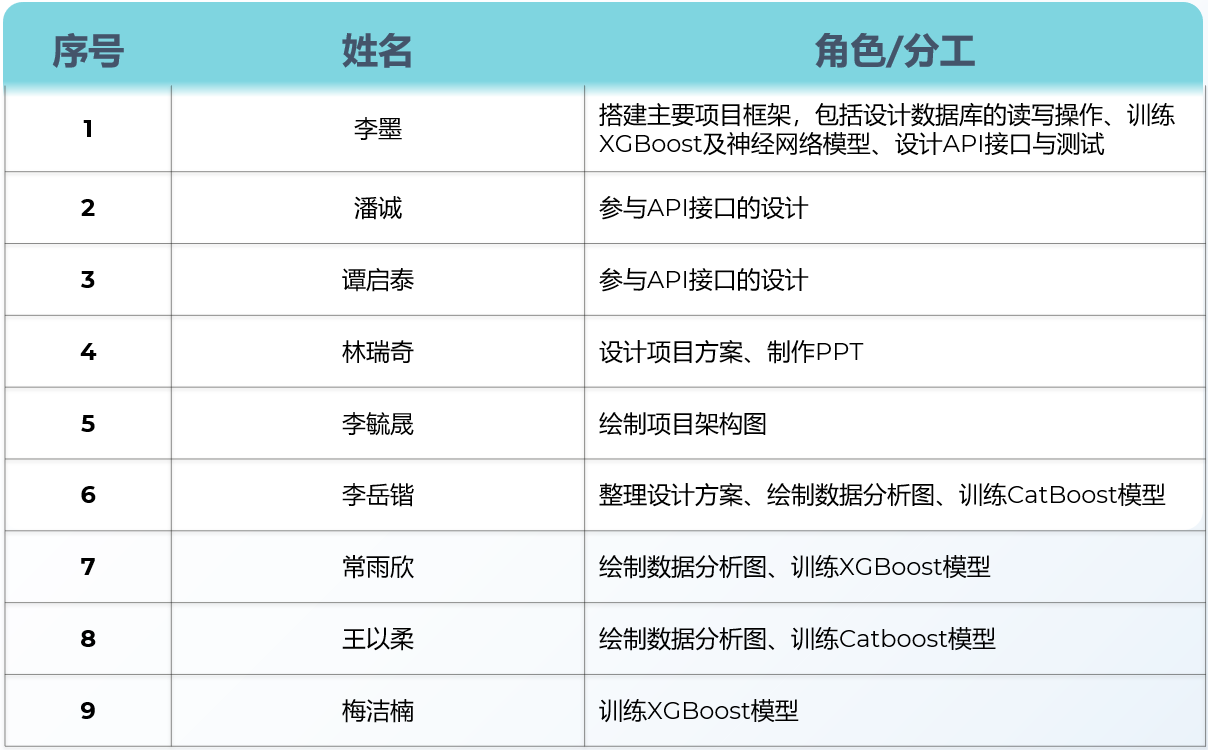 序号 姓名 角色/分工
1 李墨 搭建主要项目框架，包括设计数据库的读写操作、训练
XGBoost及神经网络模型、设计API接口与测试
2 潘诚 参与API接口的设计
3 谭启泰 参与API接口的设计
4 林瑞奇 设计项目方案、制作PPT
5 李毓晟 绘制项目架构图
6 李岳锴 整理设计方案、绘制数据分析图、训练CatBoost模型
7 常雨欣 绘制数据分析图、训练XGBoost模型
8 王以柔 绘制数据分析图、训练Catboost模型
9 梅洁楠 训练XGBoost模型